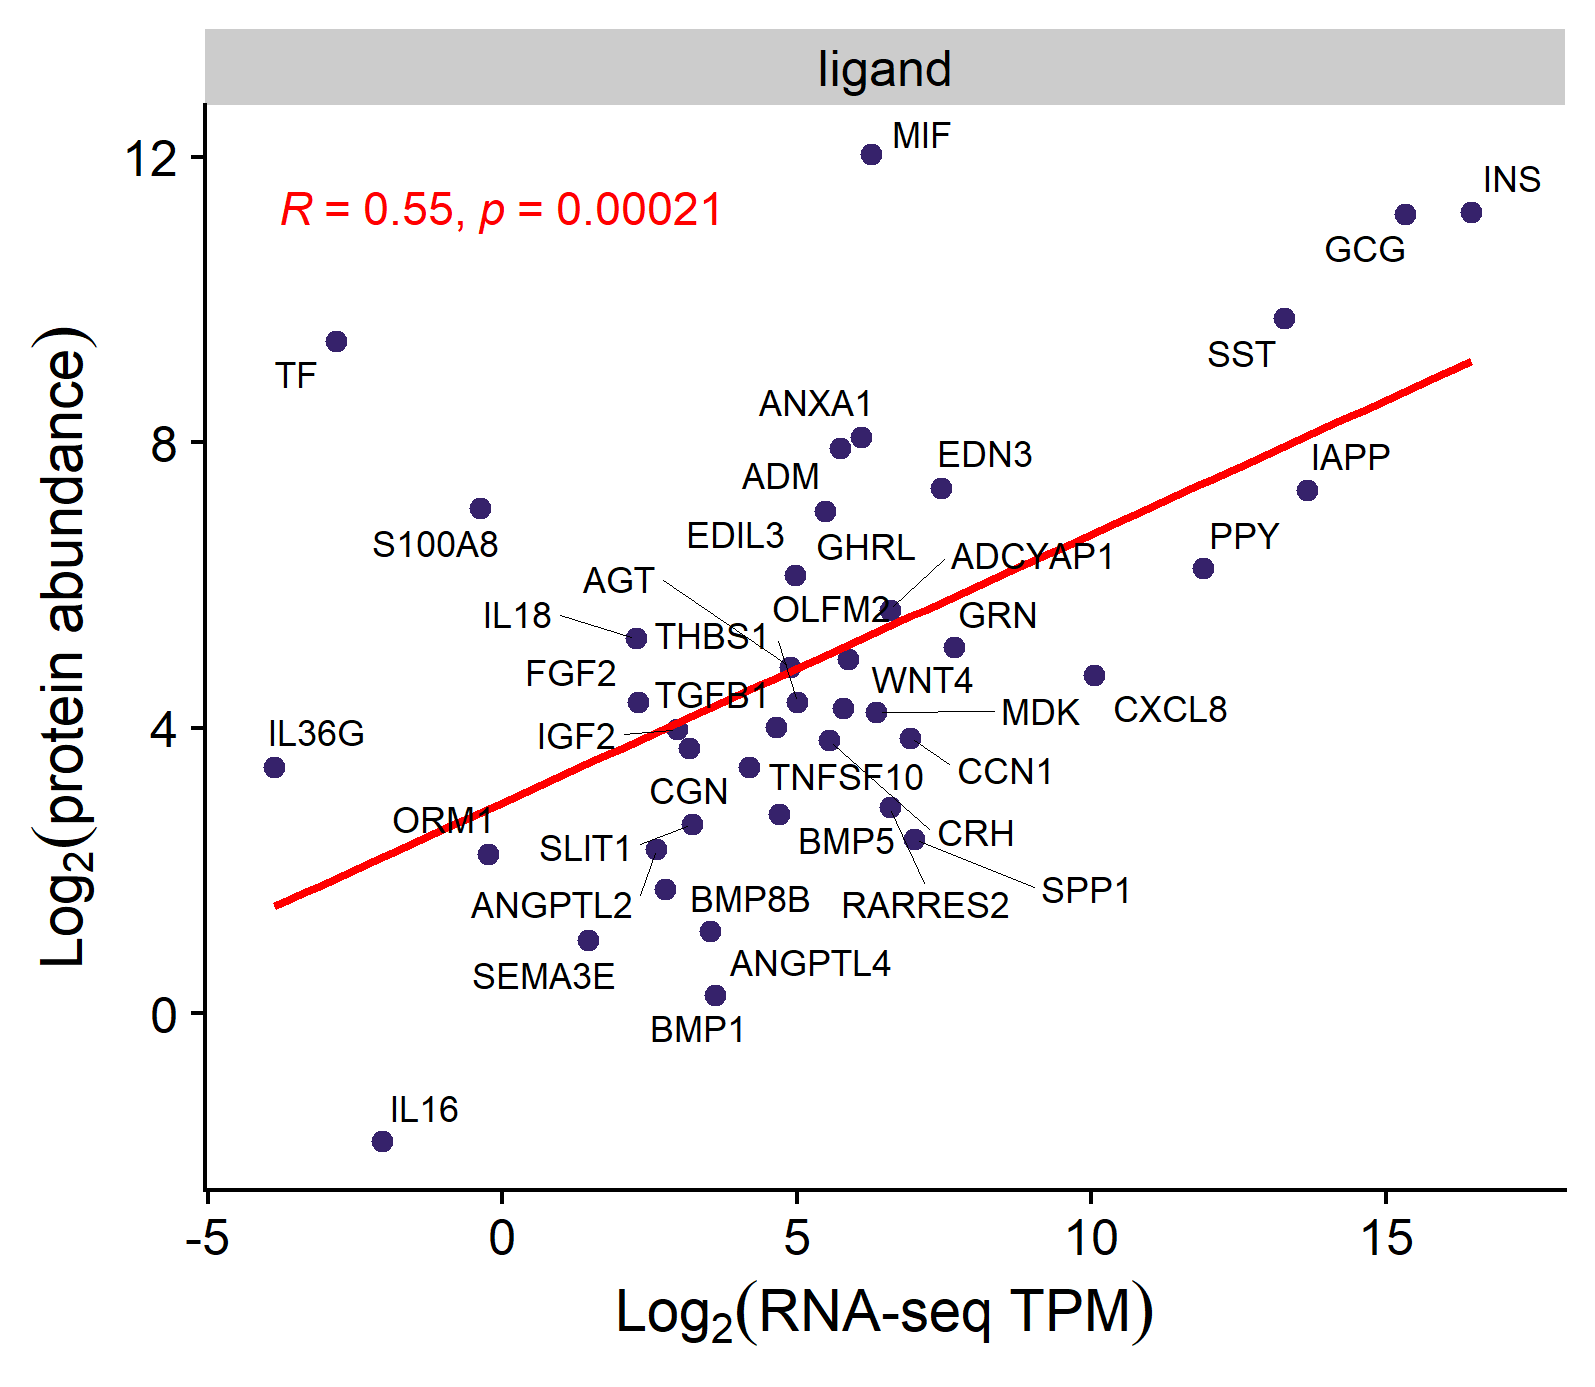 ligand
MIF
12
INS
R = 0.55, p = 0.00021
GCG
SST
TF
ANXA1
8
EDN3
IAPP
ADM
S100A8
EDIL3
GHRL
PPY
ADCYAP1
AGT
IL18
OLFM2
GRN
THBS1
FGF2
WNT4
TGFB1
MDK
CXCL8
4
IL36G
IGF2
CCN1
TNFSF10
CGN
ORM1
CRH
BMP5
SLIT1
SPP1
ANGPTL2
BMP8B
RARRES2
ANGPTL4
SEMA3E
0
BMP1
IL16
-5 0 5 10 15
Log2(RNA-seq TPM)
Log2(protein abundance)